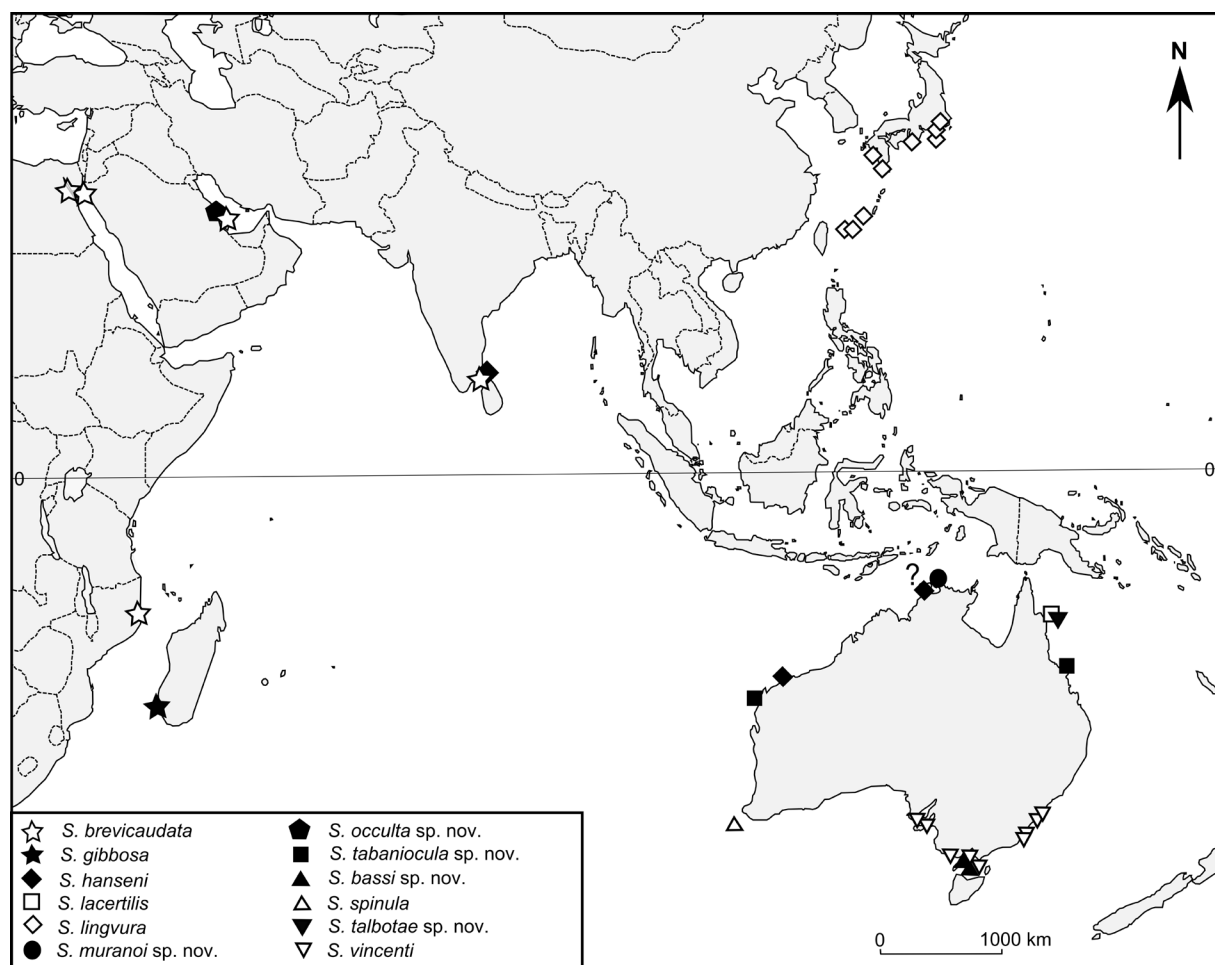 N
0
0
?
S. brevicaudata
S. gibbosa
S. hanseni
S. lacertilis
S. lingvura
S. muranoi sp. nov.
S. occulta sp. nov.
S. tabaniocula sp. nov.
S. bassi sp. nov.
S. spinula
S. talbotae sp. nov.
S. vincenti
0 1000 km